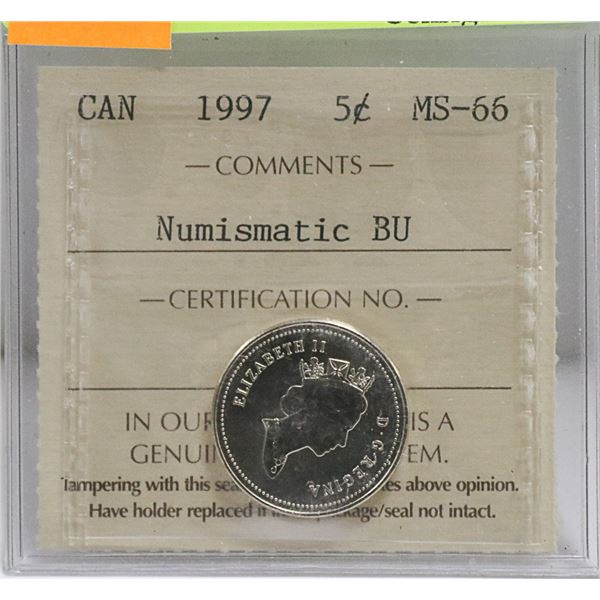 CAN 1997 5¢ MS-66
— COMMENTS —
Numismatic BU
— CERTIFICATION NO. —
ELIZABETH II
D·G·REGINA
IN OUR IS A
GENUI EM.
Tampering with this sea es above opinion.
Have holder replaced if kage/seal not intact.